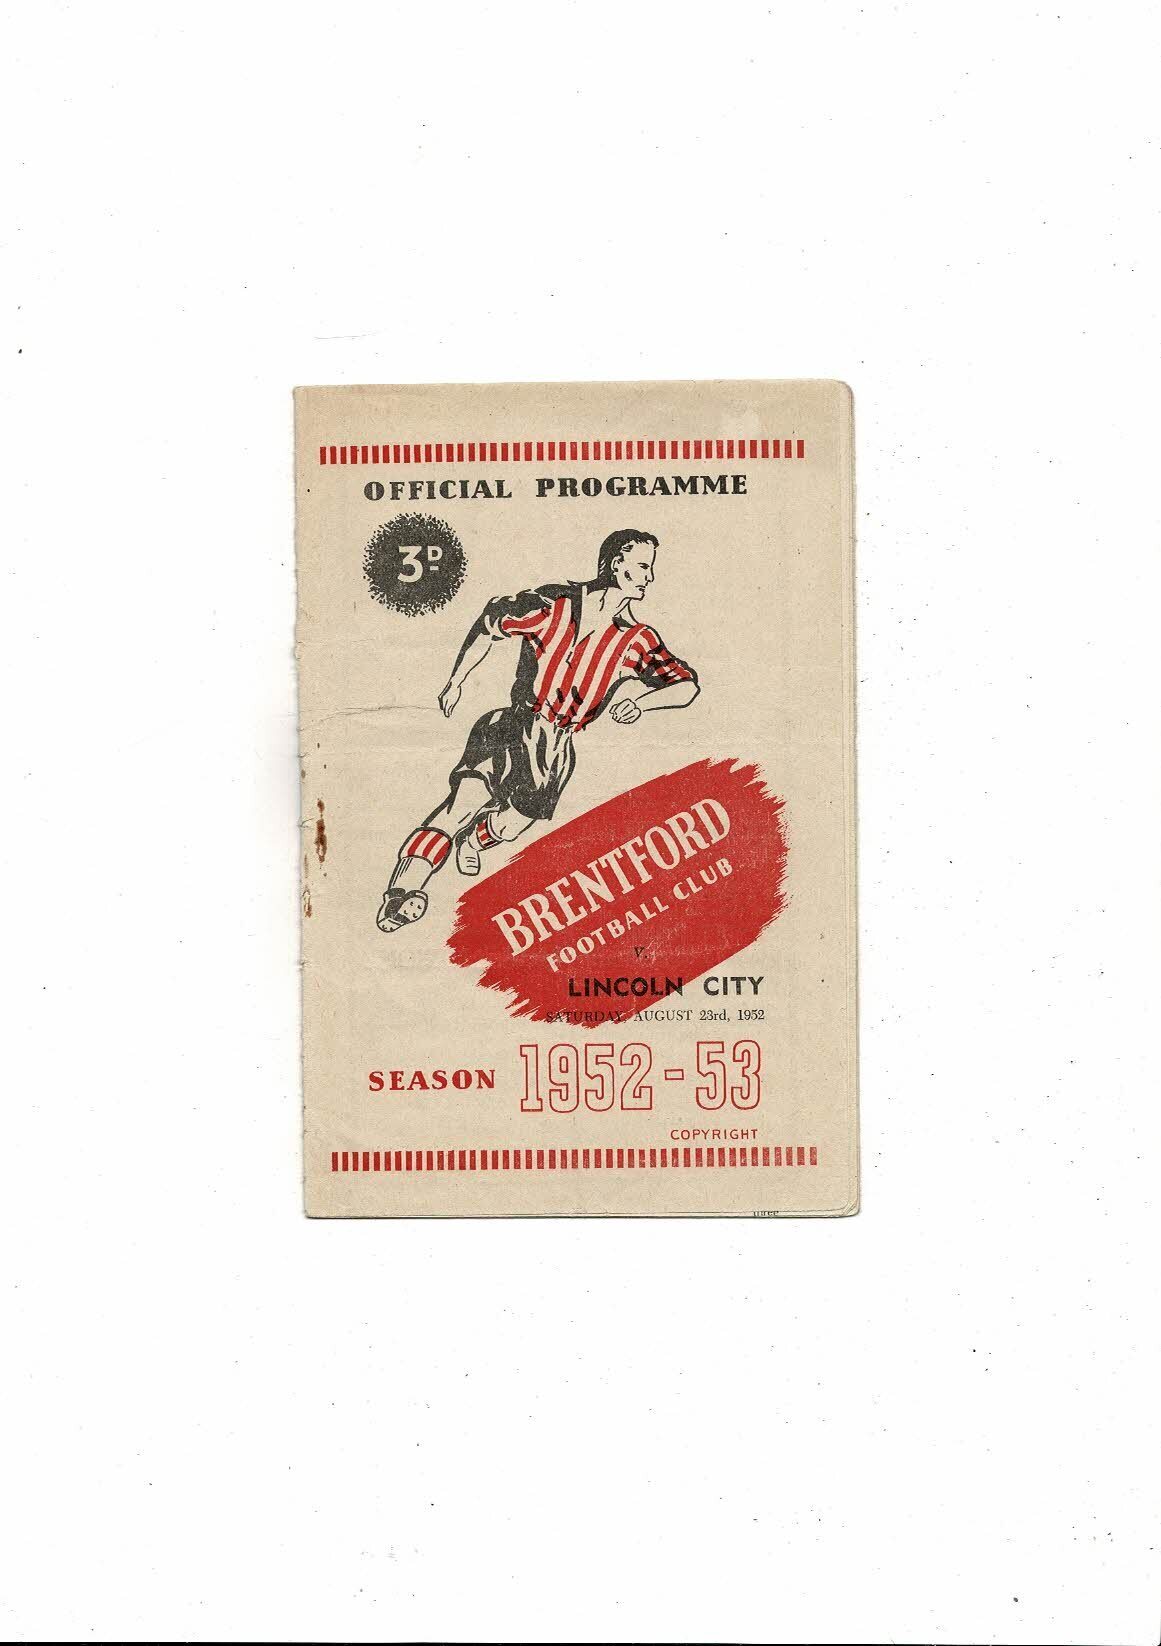 OFFICIAL PROGRAMME
3D-
BRENTFORD
FOOTBALL CLUB
v.
LINCOLN CITY
SATURDAY, AUGUST 23rd, 1952
SEASON 1952-53
COPYRIGHT